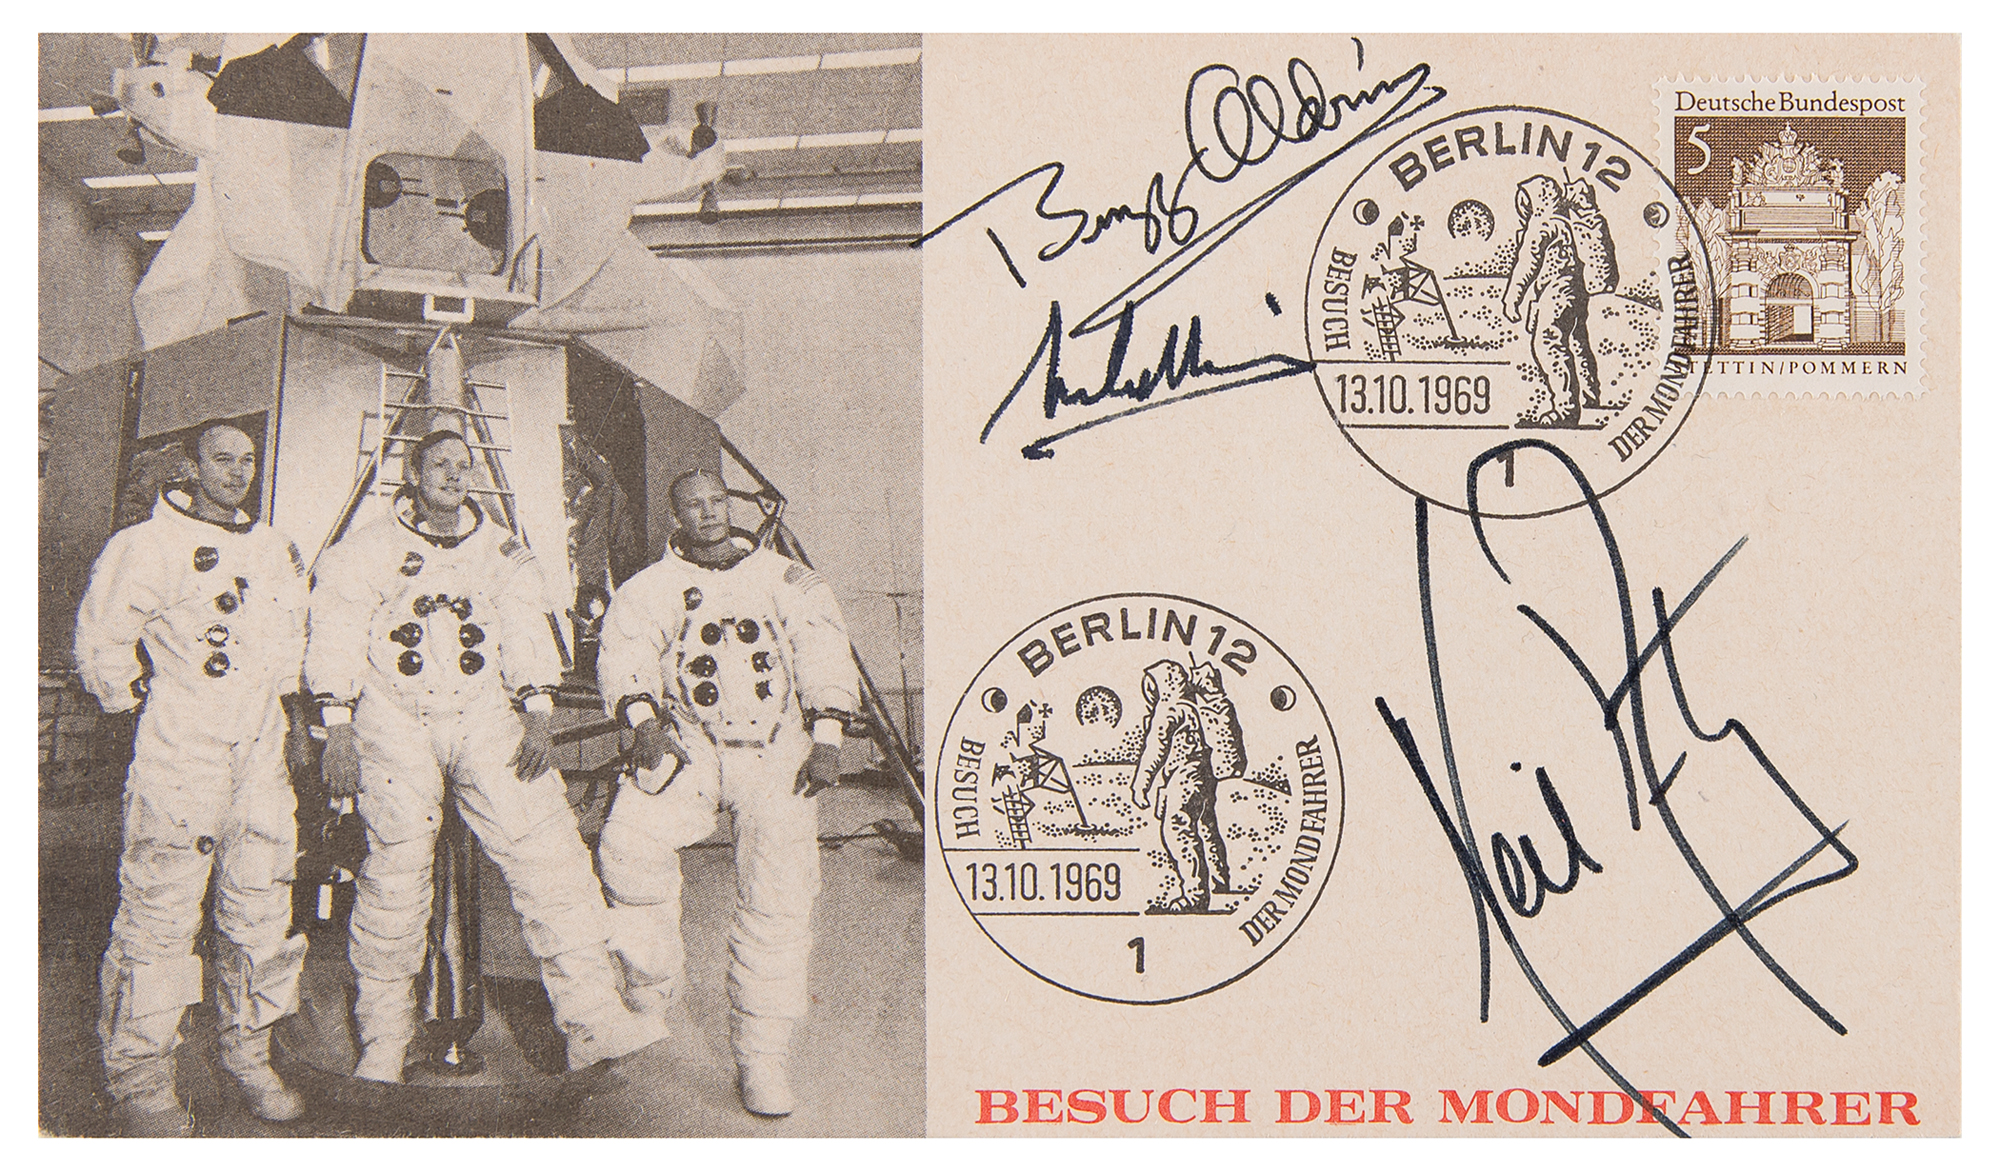 Buzz Aldrin
Deutsche Bundespost
5
STETTIN/POMMERN
BERLIN 12
BESUCH
DER MONDFAHRER
13.10.1969
1
Neil
BERLIN 12
BESUCH
DER MONDFAHRER
13.10.1969
1
BESUCH DER MONDFAHRER